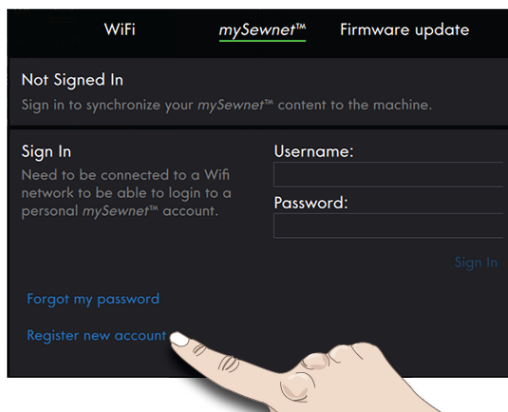 WiFi mySewnet™ Firmware update
Not Signed In
Sign in to synchronize your mySewnet™ content to the machine.
Sign In
Need to be connected to a Wifi
network to be able to login to a
personal mySewnet™ account.
Username:
Password:
Sign In
Forgot my password
Register new account